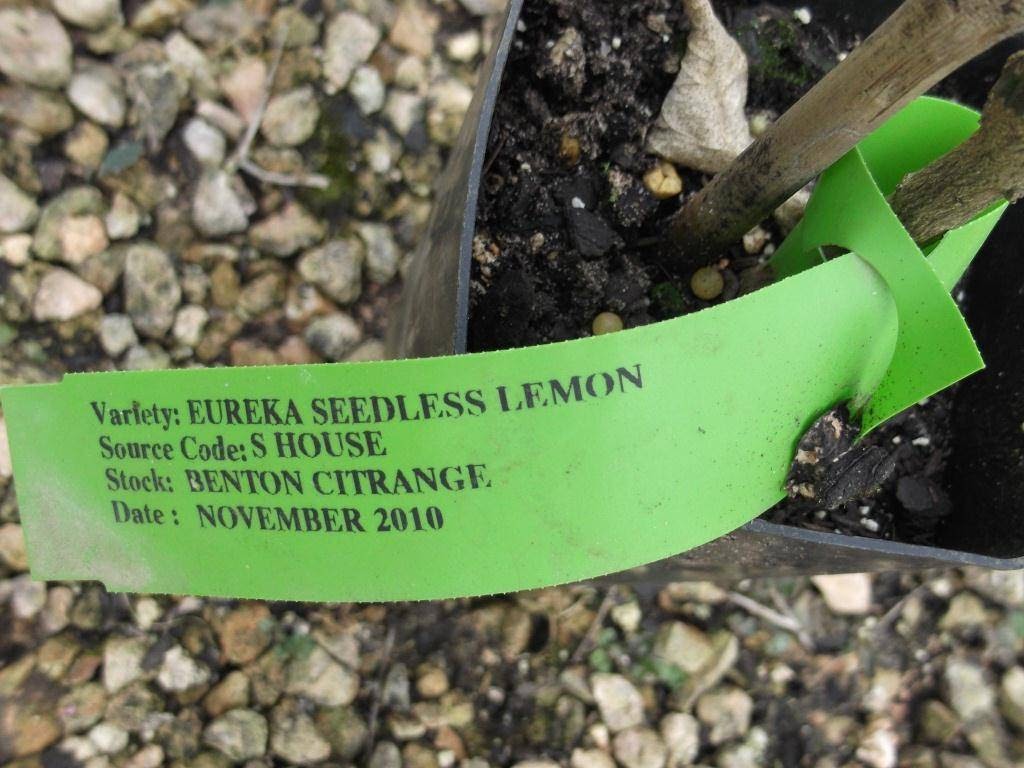 Variety: EUREKA SEEDLESS LEMON
Source Code: S HOUSE
Stock: BENTON CITRANGE
Date : NOVEMBER 2010